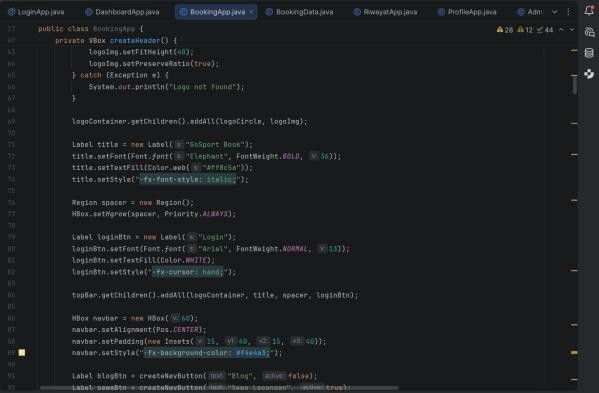 LoginApp.java DashboardApp.java BookingApp.java BookingData.java RiwayatApp.java ProfileApp.java Adm
17 public class BookingApp { 28 12 44
47 private VBox createHeader() {
63 logoImg.setFitHeight(40);
64 logoImg.setPreserveRatio(true);
65 } catch (Exception e) {
66 System.out.println("Logo not found");
67 }
68
69 logoContainer.getChildren().addAll(logoCircle, logoImg);
70
71 Label title = new Label( s: "GoSport Book");
72 title.setFont(Font.font( s: "Elephant", FontWeight.BOLD, v: 36));
73 title.setTextFill(Color.web( s: "#ff8c5a"));
74 title.setStyle("-fx-font-style: italic;");
75
76 Region spacer = new Region();
77 HBox.setHgrow(spacer, Priority.ALWAYS);
78
79 Label loginBtn = new Label( s: "Login");
80 loginBtn.setFont(Font.font( s: "Arial", FontWeight.NORMAL, v: 13));
81 loginBtn.setTextFill(Color.WHITE);
82 loginBtn.setStyle("-fx-cursor: hand;");
83
84 topBar.getChildren().addAll(logoContainer, title, spacer, loginBtn);
85
86 HBox navbar = new HBox( v: 60);
87 navbar.setAlignment(Pos.CENTER);
88 navbar.setPadding(new Insets( v: 15, v1: 40, v2: 15, v3: 40));
89 navbar.setStyle("-fx-background-color: #f4e4a3;");
90
91 Label blogBtn = createNavButton( text: "Blog", active: false);
92 Label sewaBtn = createNavButton( text: "Sewa Lapangan", active: true);